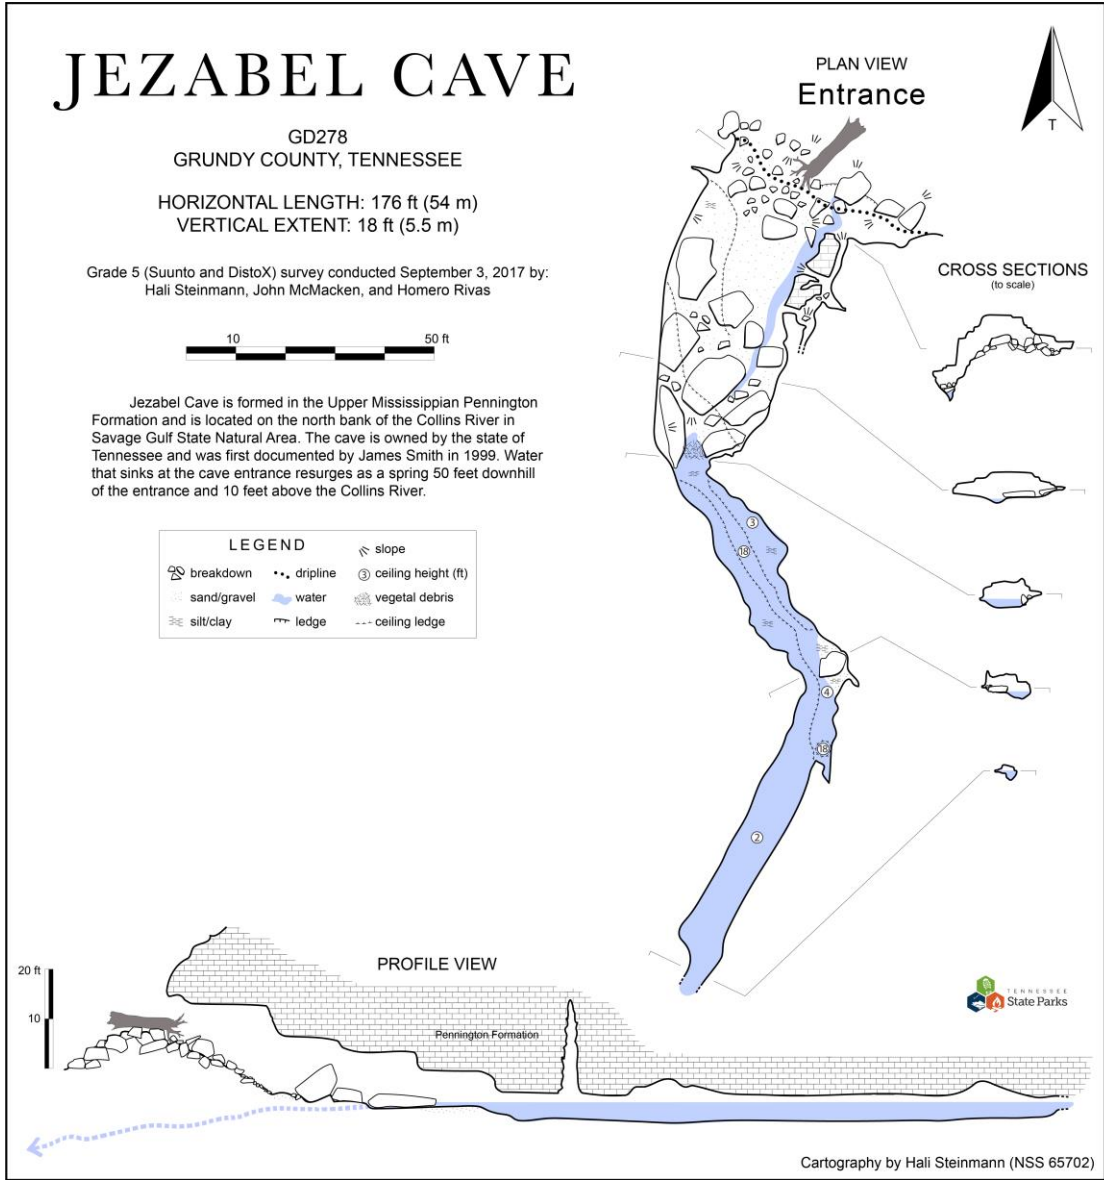 JEZABEL CAVE
GD278
GRUNDY COUNTY, TENNESSEE
HORIZONTAL LENGTH: 176 ft (54 m)
VERTICAL EXTENT: 18 ft (5.5 m)
Grade 5 (Suunto and DistoX) survey conducted September 3, 2017 by:
Hali Steinmann, John McMacken, and Homero Rivas
10 50 ft
Jezabel Cave is formed in the Upper Mississippian Pennington
Formation and is located on the north bank of the Collins River in
Savage Gulf State Natural Area. The cave is owned by the state of
Tennessee and was first documented by James Smith in 1999. Water
that sinks at the cave entrance resurges as a spring 50 feet downhill
of the entrance and 10 feet above the Collins River.
LEGEND
breakdown
sand/gravel
silt/clay
dripline
water
ledge
slope
3 ceiling height (ft)
vegetal debris
ceiling ledge
PLAN VIEW
Entrance
T
CROSS SECTIONS
(to scale)
3
18
4
18
2
PROFILE VIEW
20 ft
10
Pennington Formation
TENNESSEE
State Parks
Cartography by Hali Steinmann (NSS 65702)